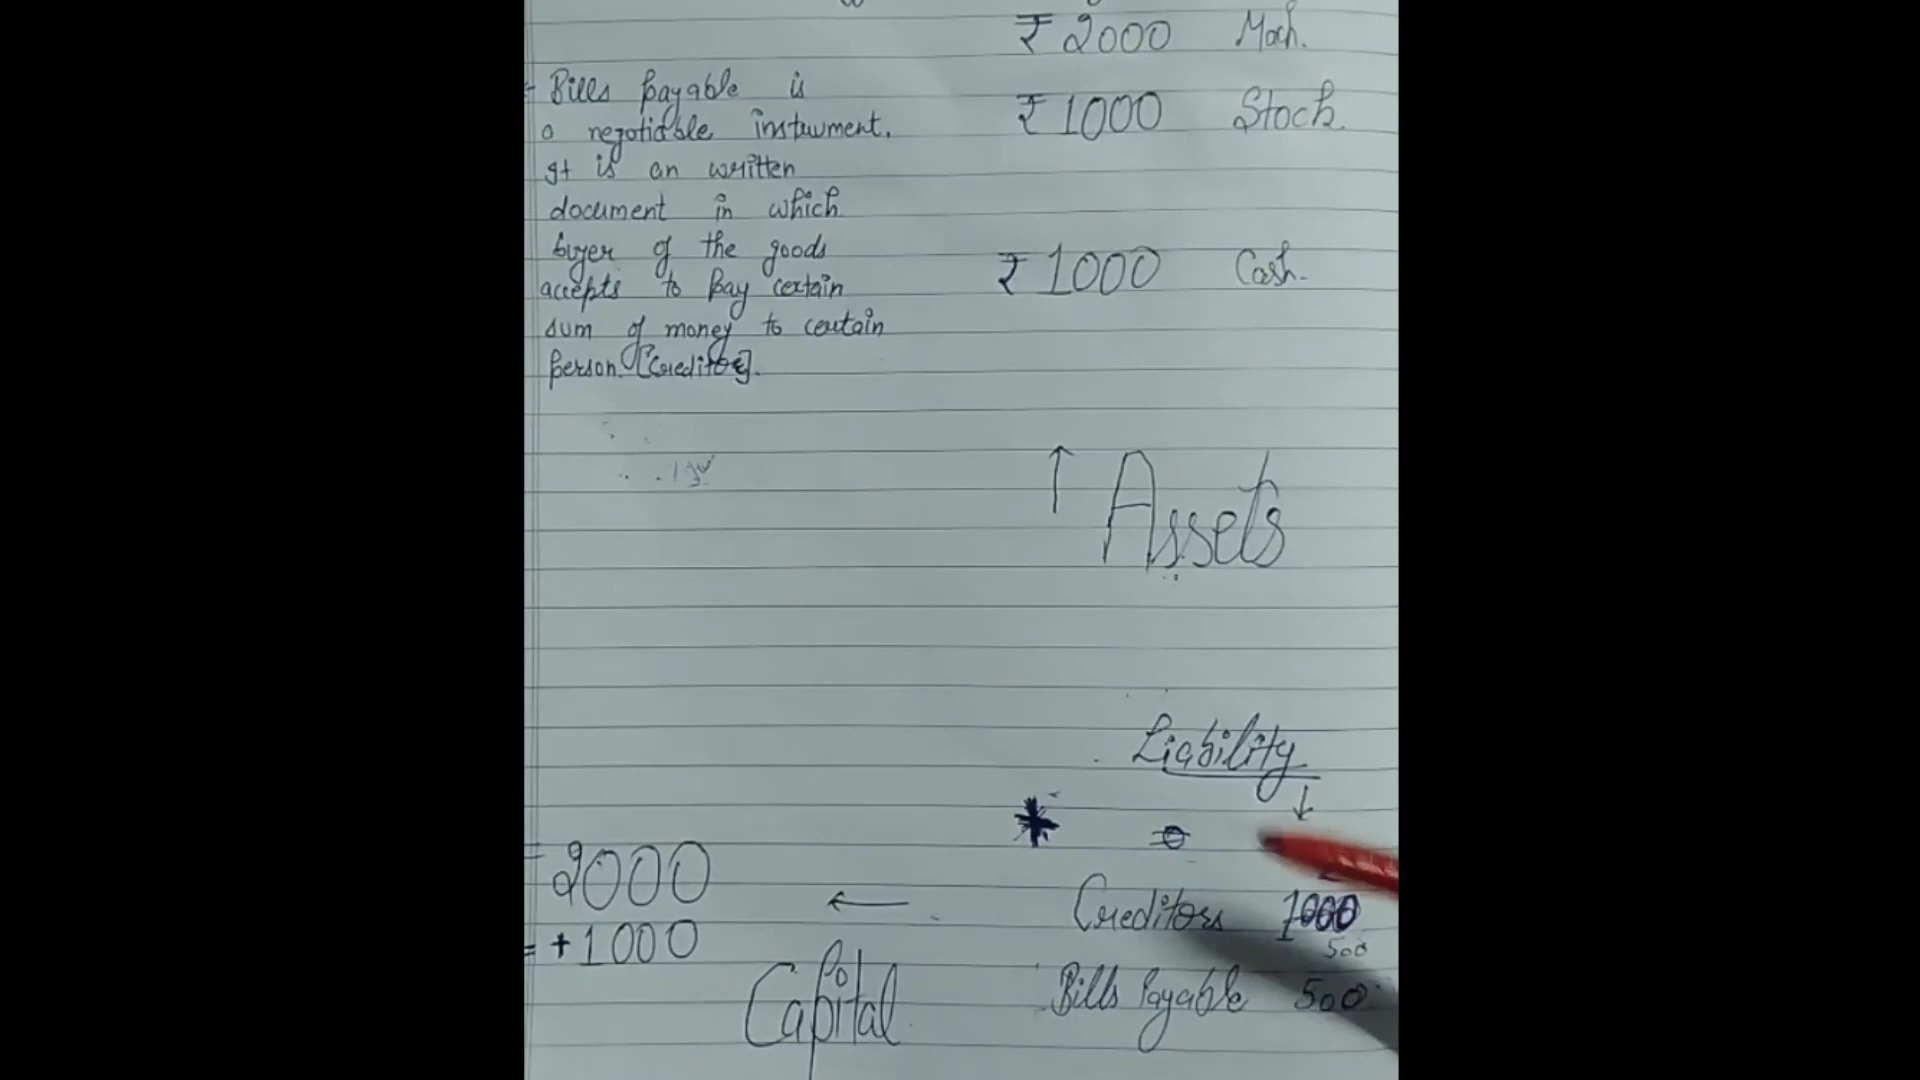 ₹ 2000 Mach.
Bills payable is
a negotiable instrument.
₹ 1000 Stock.
It is an written
document in which
buyer of the goods
₹ 1000 Cash.
accepts to pay certain
sum of money to certain
person. [Creditor].
↑ Assets
Liability
↓
*
2000
← Creditors 1000
500
= + 1000
Capital
Bills Payable 500